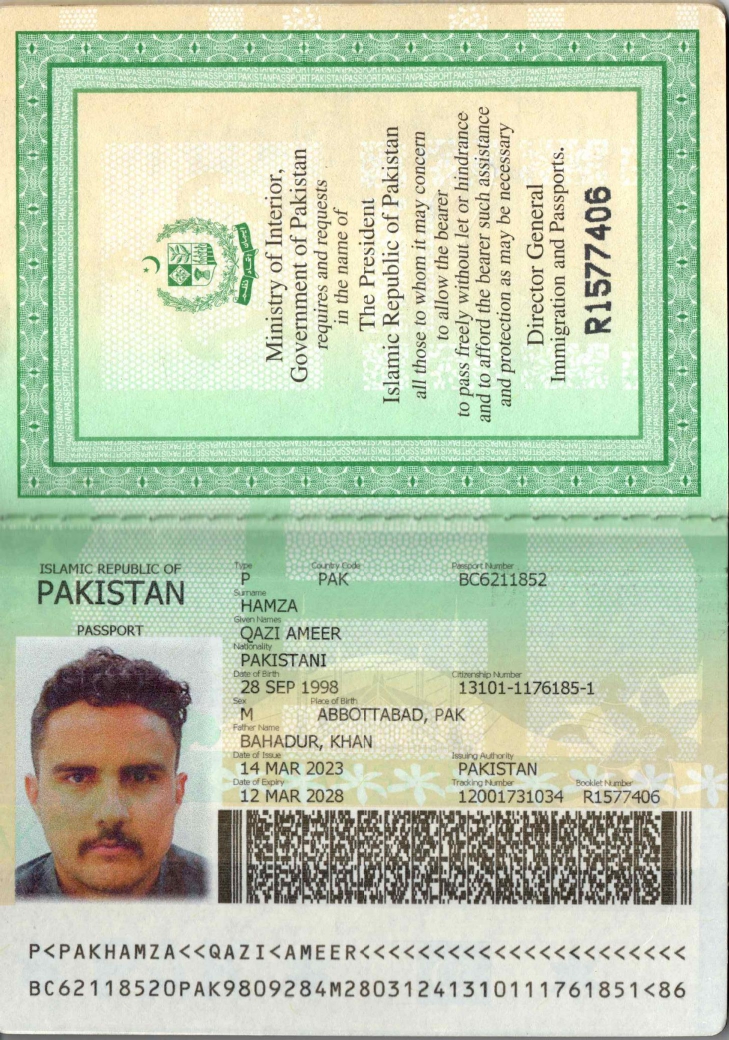 Ministry of Interior,
Government of Pakistan
requires and requests
in the name of
The President
Islamic Republic of Pakistan
all those to whom it may concern
to allow the bearer
to pass freely without let or hindrance
and to afford the bearer such assistance
and protection as may be necessary
Director General
Immigration and Passports.
R1577406
ISLAMIC REPUBLIC OF
PAKISTAN
PASSPORT
Type Country Code Passport Number
P PAK BC6211852
Surname
HAMZA
Given Names
QAZI AMEER
Nationality
PAKISTANI
Date of Birth Citizenship Number
28 SEP 1998 13101-1176185-1
Sex Place of Birth
M ABBOTTABAD, PAK
Father Name
BAHADUR, KHAN
Date of Issue Issuing Authority
14 MAR 2023 PAKISTAN
Date of Expiry Tracking Number Booklet Number
12 MAR 2028 12001731034 R1577406
P<PAKHAMZA<<QAZI<AMEER<<<<<<<<<<<<<<<<<<<<<<
BC62118520PAK9809284M28031241310111761851<86